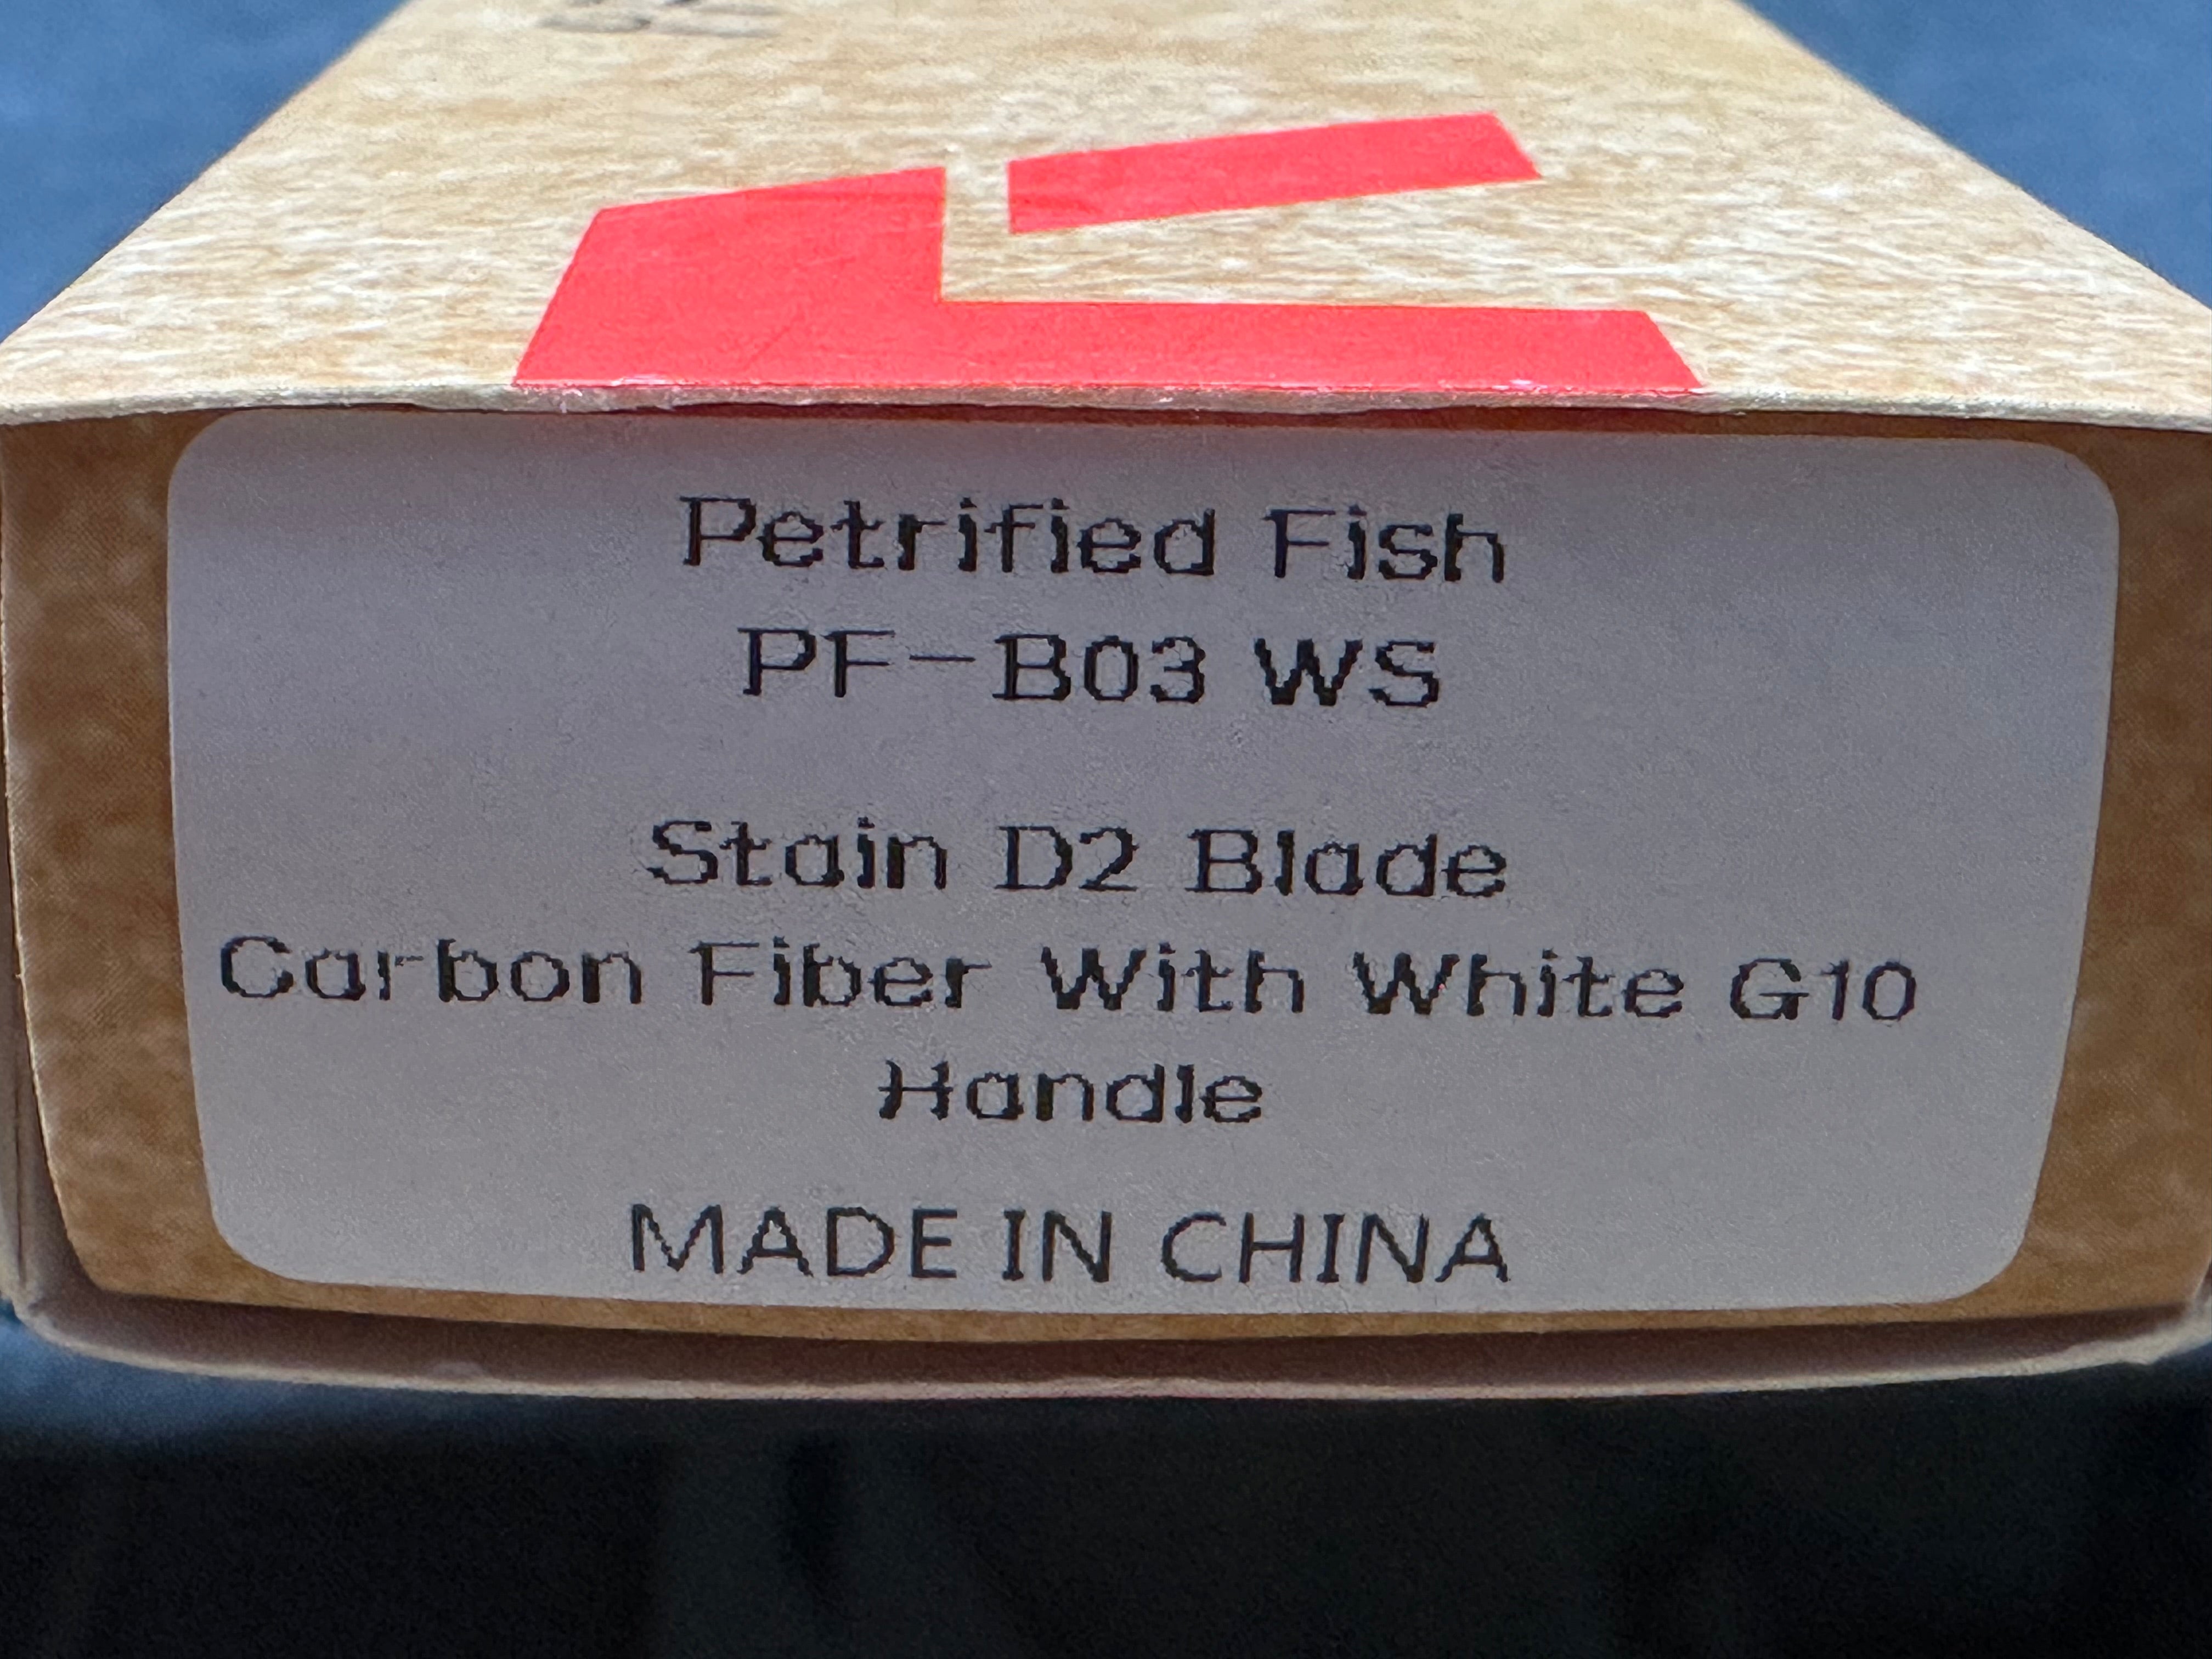 Petrified Fish
PF-B03 WS
Stain D2 Blade
Carbon Fiber With White G10
Handle
MADE IN CHINA